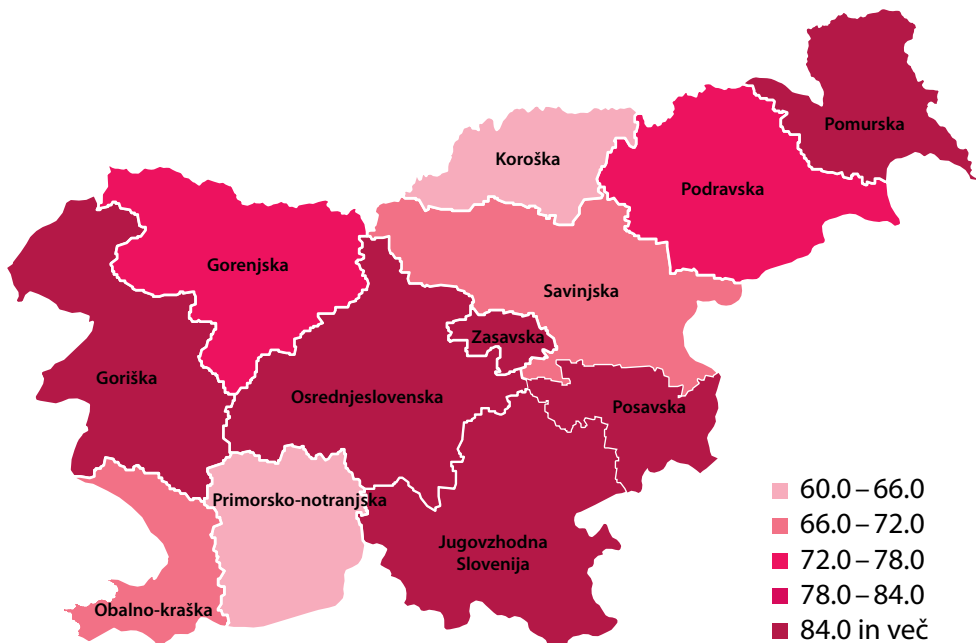 Pomurska
Koroška
Podravska
Gorenjska
Savinjska
Zasavska
Goriška
Osrednjeslovenska
Posavska
Primorsko-notranjska
Jugovzhodna
Slovenija
Obalno-kraška
60.0–66.0
66.0–72.0
72.0–78.0
78.0–84.0
84.0 in več